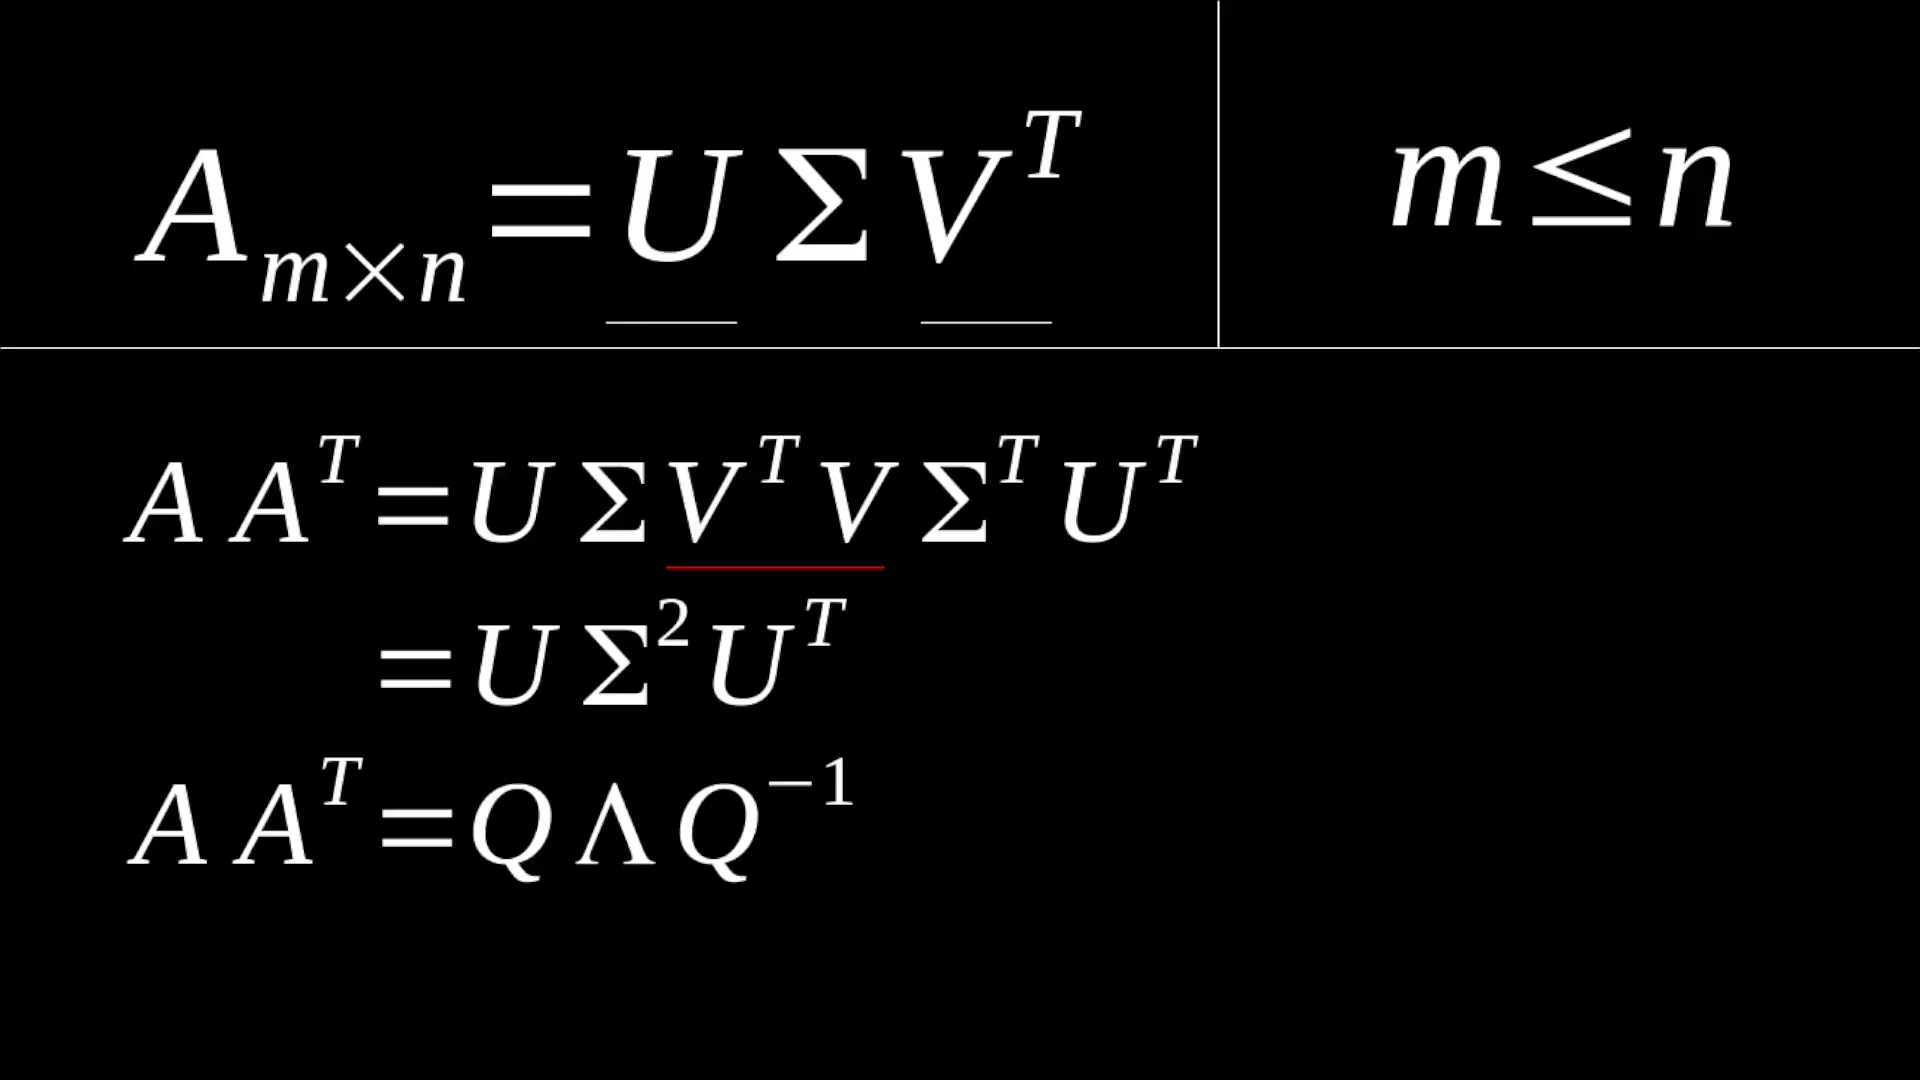 A_{m×n} = U Σ V^T
m ≤ n
A A^T = U Σ V^T V Σ^T U^T
= U Σ^2 U^T
A A^T = Q Λ Q^{−1}